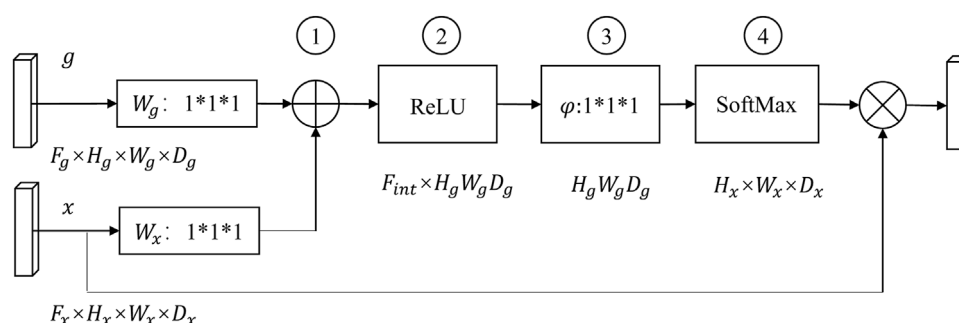 ① ② ③ ④
g
W_g: 1*1*1
ReLU
φ:1*1*1
SoftMax
F_g×H_g×W_g×D_g
F_int×H_gW_gD_g
H_gW_gD_g
H_x×W_x×D_x
x
W_x: 1*1*1
F_x×H_x×W_x×D_x